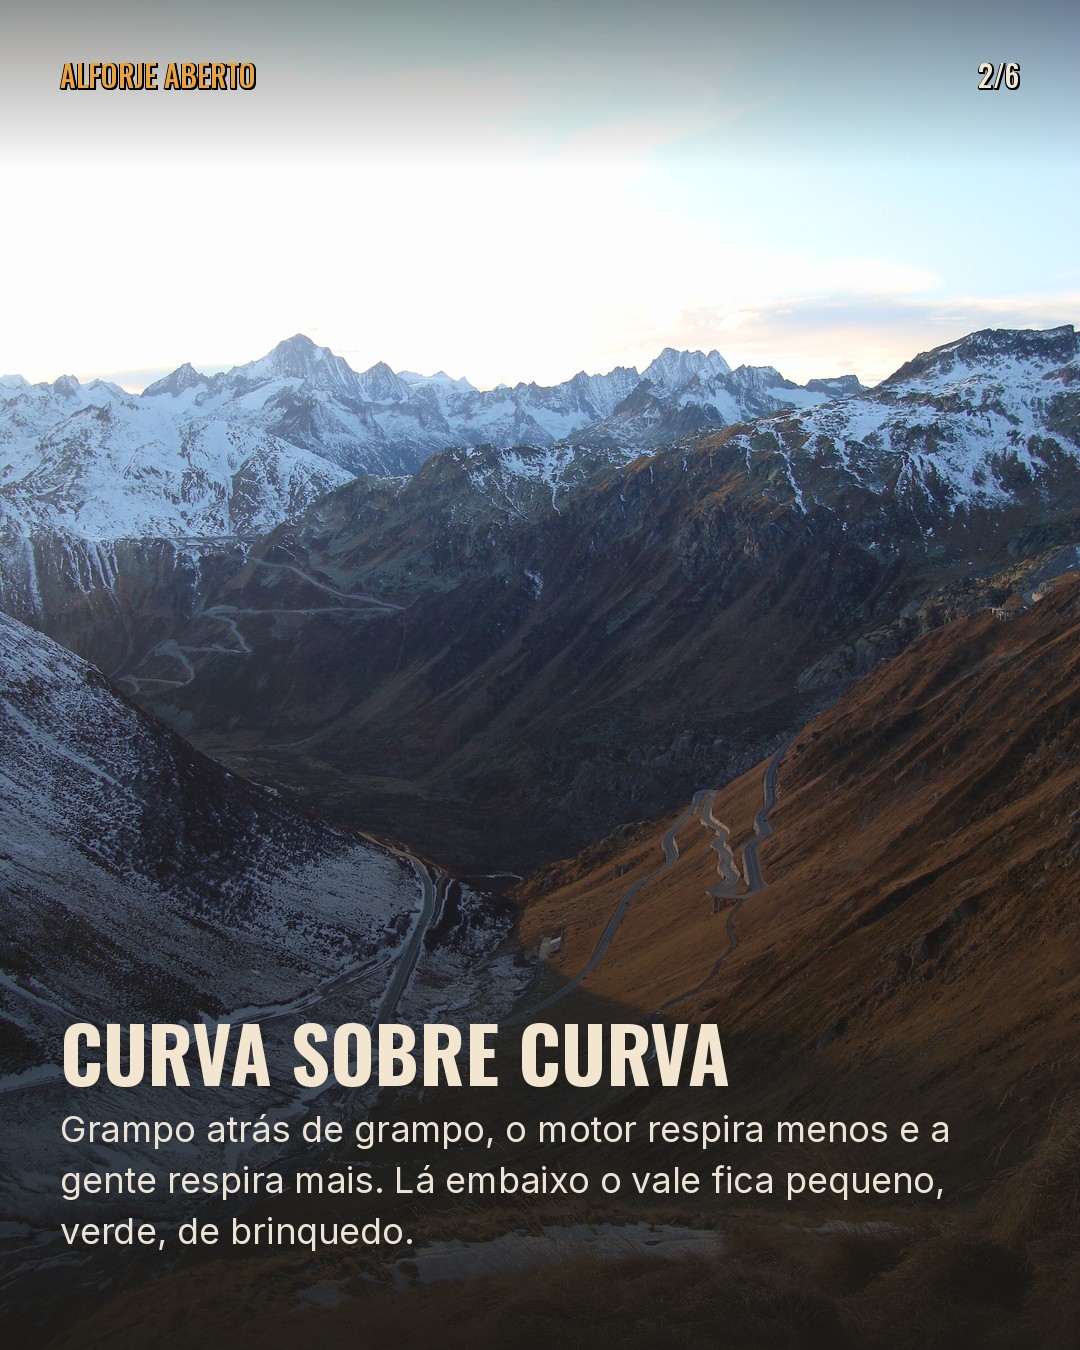 ALFORJE ABERTO
2/6
CURVA SOBRE CURVA
Grampo atrás de grampo, o motor respira menos e a
gente respira mais. Lá embaixo o vale fica pequeno,
verde, de brinquedo.